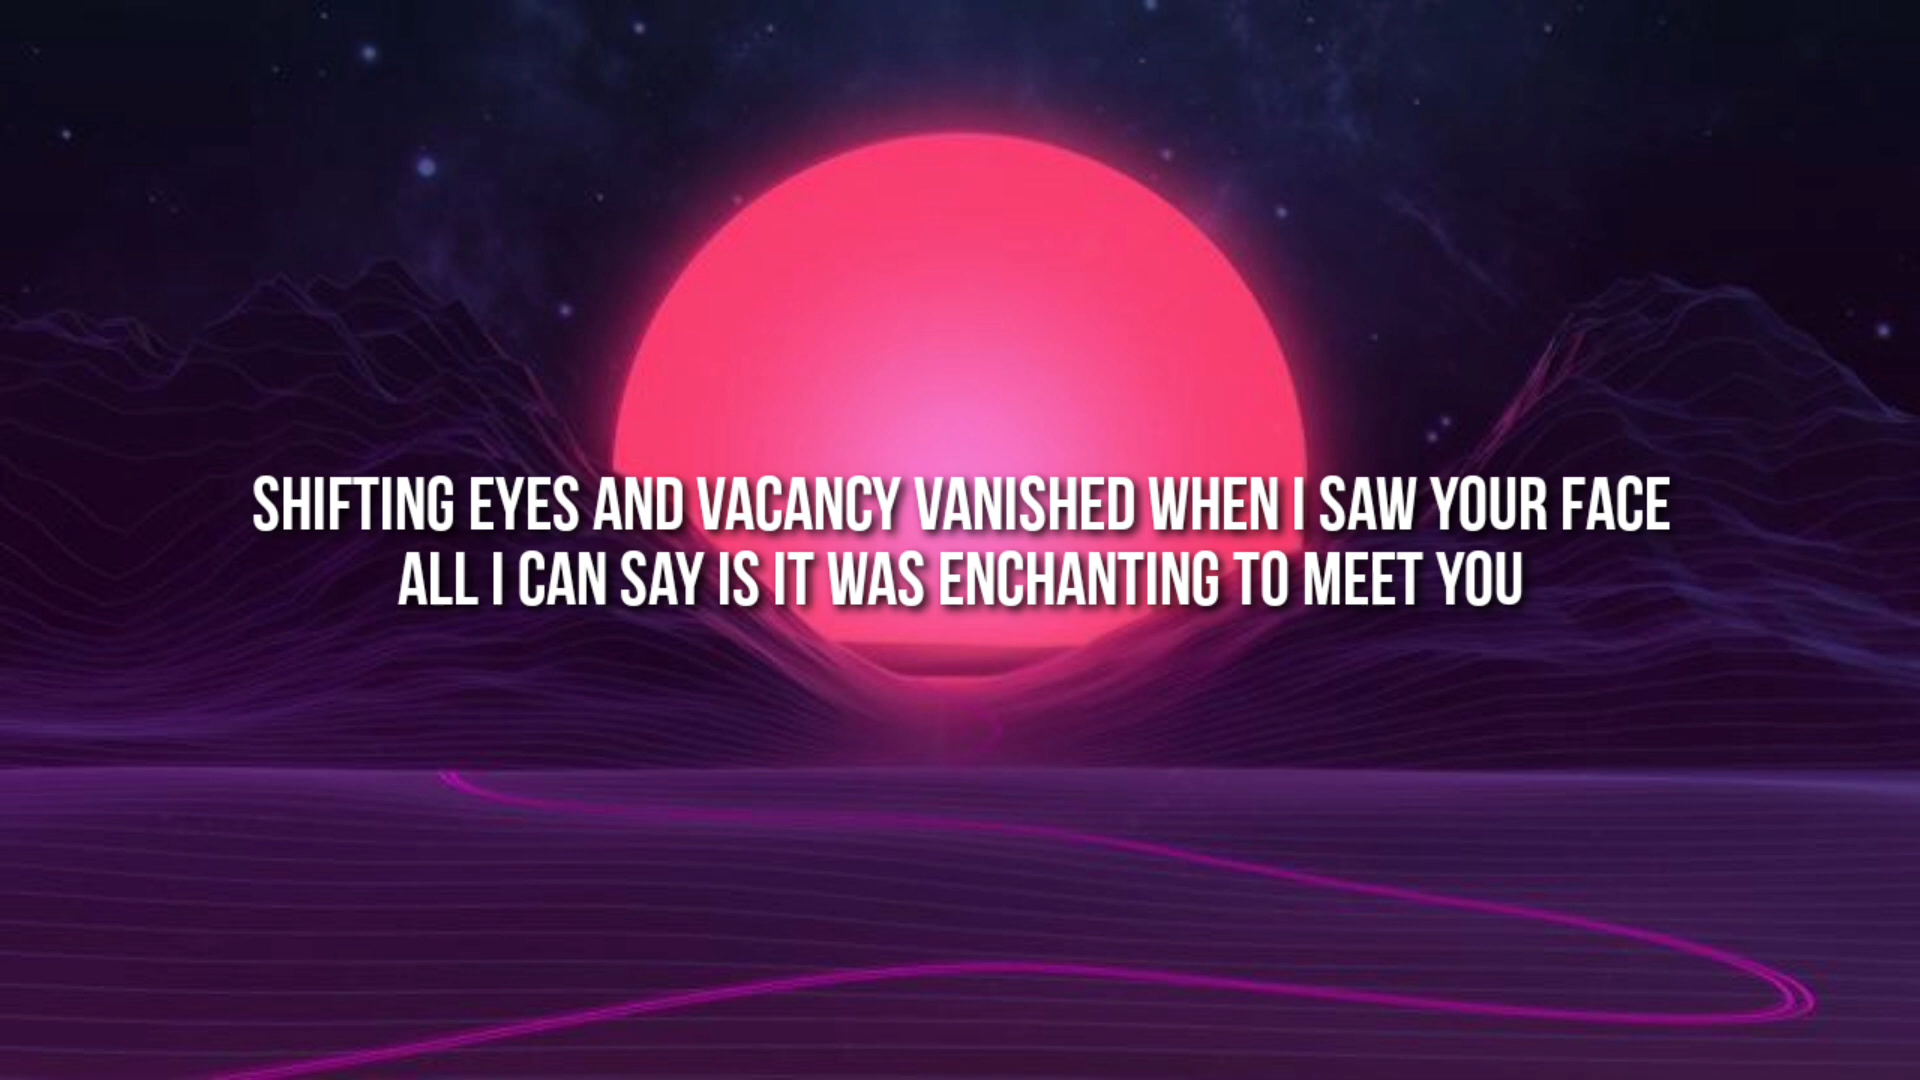 SHIFTING EYES AND VACANCY VANISHED WHEN I SAW YOUR FACE
ALL I CAN SAY IS IT WAS ENCHANTING TO MEET YOU